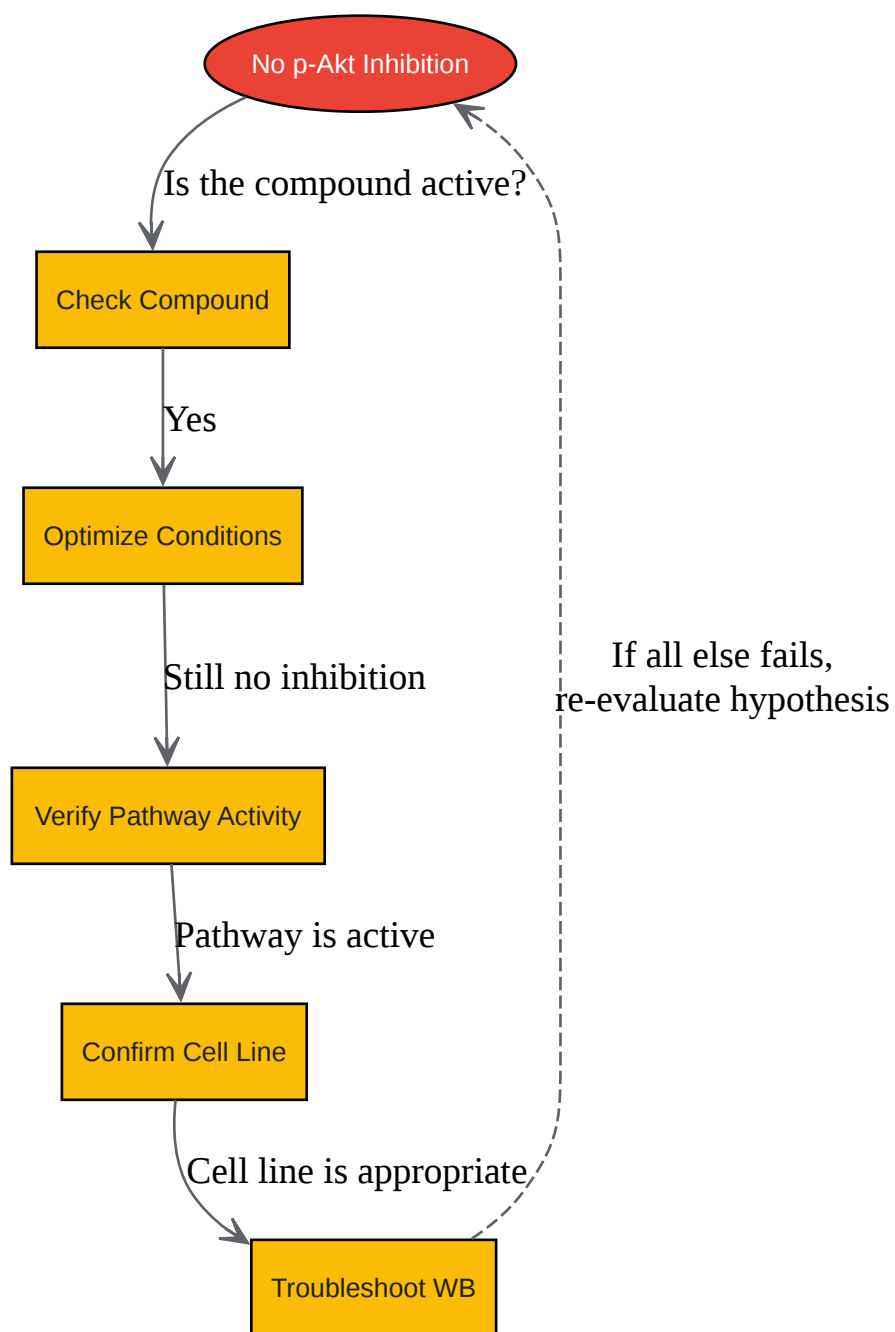 No p-Akt Inhibition
Is the compound active?
Check Compound
Yes
Optimize Conditions
Still no inhibition
If all else fails,
re-evaluate hypothesis
Verify Pathway Activity
Pathway is active
Confirm Cell Line
Cell line is appropriate
Troubleshoot WB